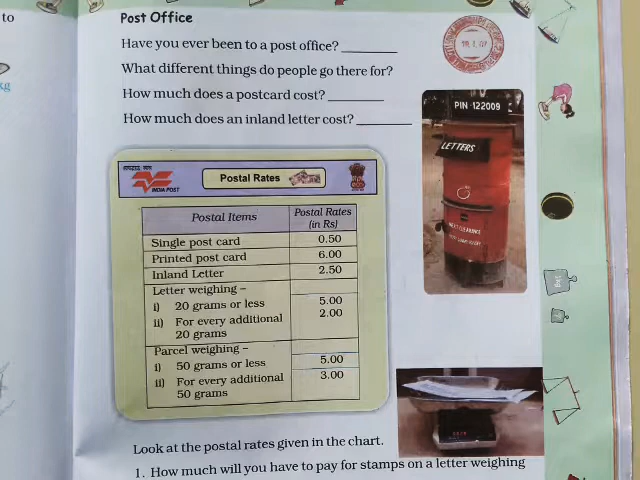 to
Post Office
Have you ever been to a post office?
What different things do people go there for?
How much does a postcard cost?
How much does an inland letter cost?
kg
PIN 122009
LETTERS
NEXT CLEARANCE
INDIA POST
Postal Rates
Postal Items Postal Rates (in Rs)
Single post card 0.50
Printed post card 6.00
Inland Letter 2.50
Letter weighing –
i) 20 grams or less 5.00
ii) For every additional 2.00
20 grams
Parcel weighing –
i) 50 grams or less 5.00
ii) For every additional 3.00
50 grams
Look at the postal rates given in the chart.
1. How much will you have to pay for stamps on a letter weighing